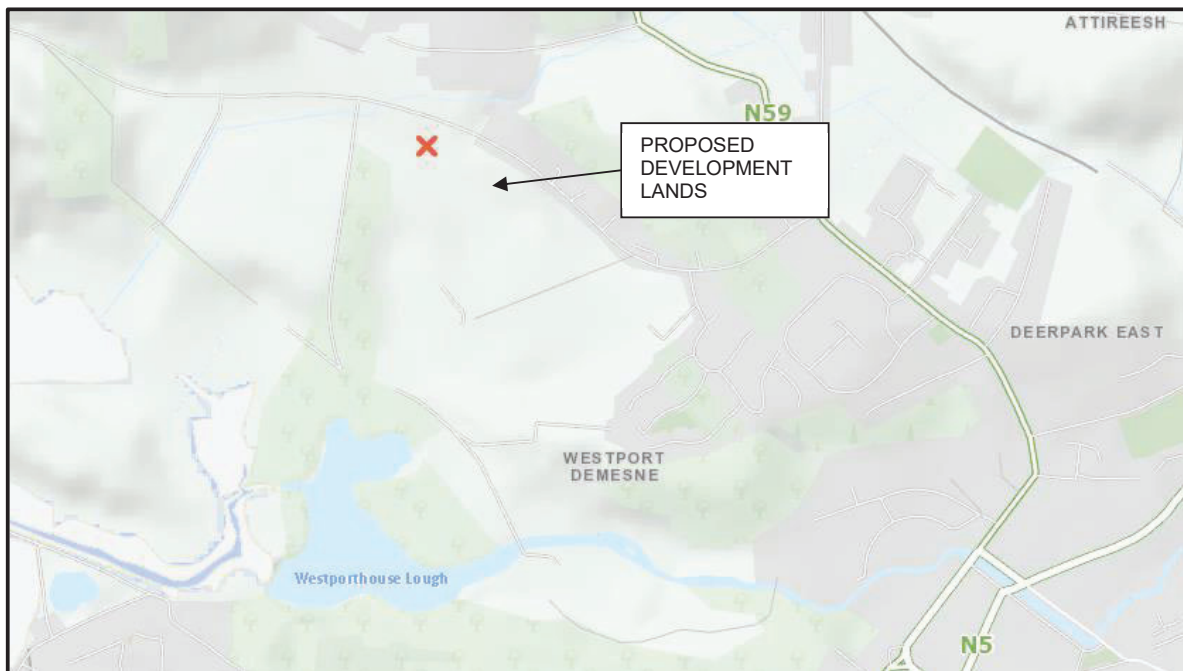 ATTIREESH
N59
PROPOSED
DEVELOPMENT
LANDS
DEERPARK EAST
WESTPORT
DEMESNE
Westporthouse Lough
N5